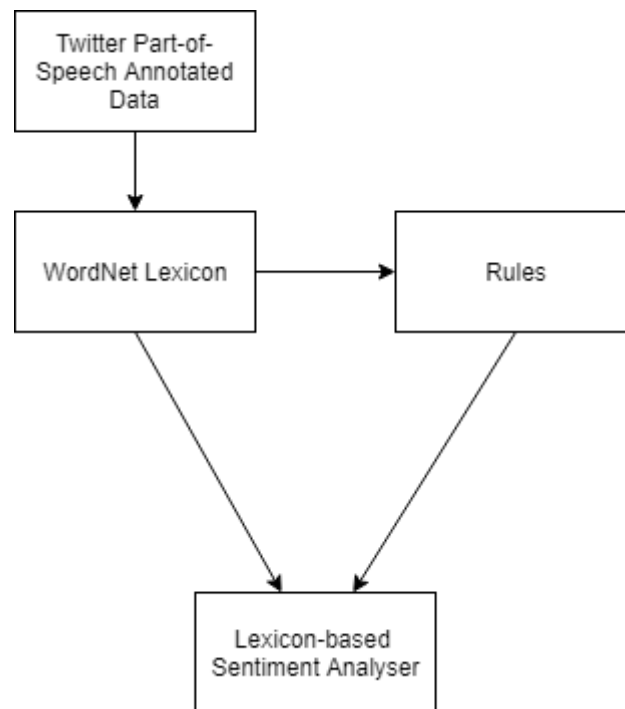 Twitter Part-of-
Speech Annotated
Data
WordNet Lexicon
Rules
Lexicon-based
Sentiment Analyser